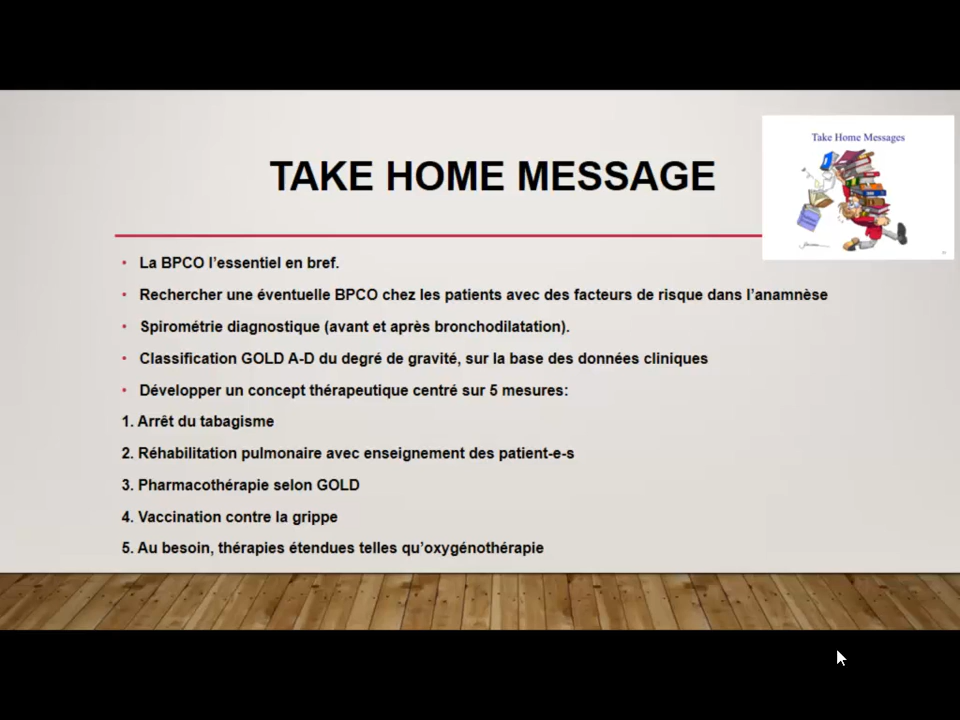 TAKE HOME MESSAGE
Take Home Messages
• La BPCO l’essentiel en bref.
• Rechercher une éventuelle BPCO chez les patients avec des facteurs de risque dans l’anamnèse
• Spirométrie diagnostique (avant et après bronchodilatation).
• Classification GOLD A-D du degré de gravité, sur la base des données cliniques
• Développer un concept thérapeutique centré sur 5 mesures:
1. Arrêt du tabagisme
2. Réhabilitation pulmonaire avec enseignement des patient-e-s
3. Pharmacothérapie selon GOLD
4. Vaccination contre la grippe
5. Au besoin, thérapies étendues telles qu’oxygénothérapie